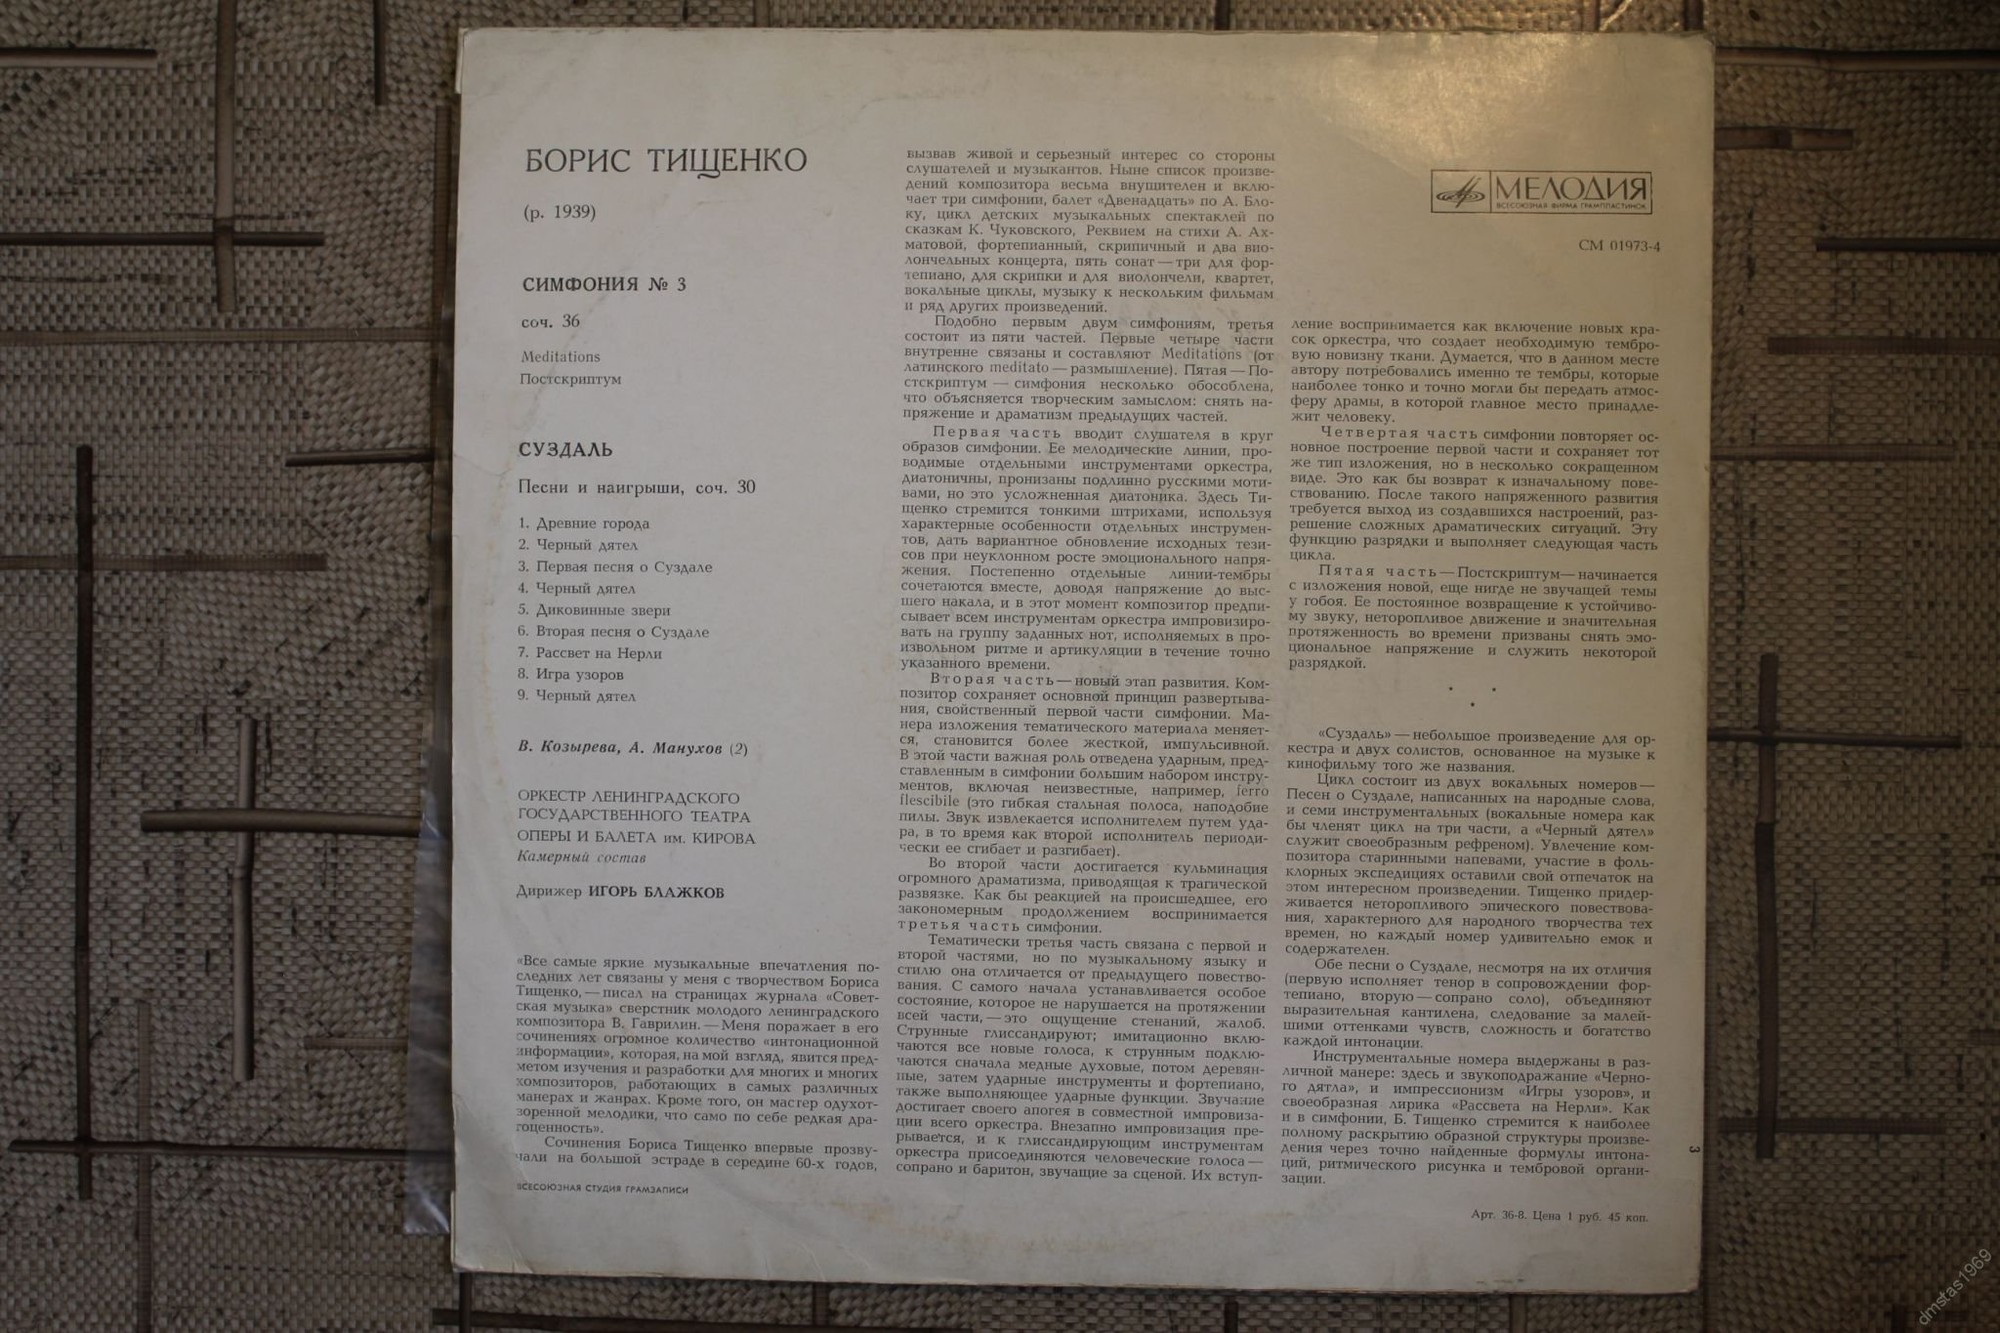 БОРИС ТИЩЕНКО
(р. 1939)
СИМФОНИЯ № 3
соч. 36
Meditations
Постскриптум
СУЗДАЛЬ
Песни и наигрыши, соч. 30
1. Древние города
2. Черный дятел
3. Первая песня о Суздале
4. Черный дятел
5. Диковинные звери
6. Вторая песня о Суздале
7. Рассвет на Нерли
8. Игра узоров
9. Черный дятел
В. Козырева, А. Манухов (2)
ОРКЕСТР ЛЕНИНГРАДСКОГО
ГОСУДАРСТВЕННОГО ТЕАТРА
ОПЕРЫ И БАЛЕТА им. КИРОВА
Камерный состав
Дирижер ИГОРЬ БЛАЖКОВ
«Все самые яркие музыкальные впечатления по-
следних лет связаны у меня с творчеством Бориса
Тищенко, — писал на страницах журнала «Совет-
ская музыка» сверстник молодого ленинградского
композитора В. Гаврилин. — Меня поражает в его
сочинениях огромное количество «интонационной
информации», которая, на мой взгляд, явится пред-
метом изучения и разработки для многих и многих
композиторов, работающих в самых различных
манерах и жанрах. Кроме того, он мастер одухот-
воренной мелодики, что само по себе редкая дра-
гоценность».
Сочинения Бориса Тищенко впервые прозву-
чали на большой эстраде в середине 60-х годов,
ВСЕСОЮЗНАЯ СТУДИЯ ГРАМЗАПИСИ
вызвав живой и серьезный интерес со стороны
слушателей и музыкантов. Ныне список произве-
дений композитора весьма внушителен и вклю-
чает три симфонии, балет «Двенадцать» по А. Бло-
ку, цикл детских музыкальных спектаклей по
сказкам К. Чуковского, Реквием на стихи А. Ах-
матовой, фортепианный, скрипичный и два вио-
лончельных концерта, пять сонат — три для фор-
тепиано, для скрипки и для виолончели, квартет,
вокальные циклы, музыку к нескольким фильмам
и ряд других произведений.
Подобно первым двум симфониям, третья
состоит из пяти частей. Первые четыре части
внутренне связаны и составляют Meditations (от
латинского meditato — размышление). Пятая — По-
стскриптум — симфония несколько обособлена,
что объясняется творческим замыслом: снять на-
пряжение и драматизм предыдущих частей.
Первая часть вводит слушателя в круг
образов симфонии. Ее мелодические линии, про-
водимые отдельными инструментами оркестра,
диатоничны, пронизаны подлинно русскими моти-
вами, но это усложненная диатоника. Здесь Ти-
щенко стремится тонкими штрихами, используя
характерные особенности отдельных инструмен-
тов, дать вариантное обновление исходных тези-
сов при неуклонном росте эмоционального напря-
жения. Постепенно отдельные линии-тембры
сочетаются вместе, доводя напряжение до выс-
шего накала, и в этот момент композитор предпи-
сывает всем инструментам оркестра импровизиро-
вать на группу заданных нот, исполняемых в про-
извольном ритме и артикуляции в течение точно
указанного времени.
Вторая часть — новый этап развития. Ком-
позитор сохраняет основной принцип развертыва-
ния, свойственный первой части симфонии. Ма-
нера изложения тематического материала меняет-
ся, становится более жесткой, импульсивной.
В этой части важная роль отведена ударным, пред-
ставленным в симфонии большим набором инстру-
ментов, включая неизвестные, например, ferro
flescibile (это гибкая стальная полоса, наподобие
пилы. Звук извлекается исполнителем путем уда-
ра, в то время как второй исполнитель периоди-
чески ее сгибает и разгибает).
Во второй части достигается кульминация
огромного драматизма, приводящая к трагической
развязке. Как бы реакцией на происшедшее, его
закономерным продолжением воспринимается
третья часть симфонии.
Тематически третья часть связана с первой и
второй частями, но по музыкальному языку и
стилю она отличается от предыдущего повество-
вания. С самого начала устанавливается особое
состояние, которое не нарушается на протяжении
всей части, — это ощущение стенаний, жалоб.
Струнные глиссандируют; имитационно вклю-
чаются все новые голоса, к струнным подклю-
чаются сначала медные духовые, потом деревян-
ные, затем ударные инструменты и фортепиано,
также выполняющее ударные функции. Звучание
достигает своего апогея в совместной импровиза-
ции всего оркестра. Внезапно импровизация пре-
рывается, и к глиссандирующим инструментам
оркестра присоединяются человеческие голоса —
сопрано и баритон, звучащие за сценой. Их вступ-
МЕЛОДИЯ
ВСЕСОЮЗНАЯ ФИРМА ГРАМПЛАСТИНОК
СМ 01973-4
ление воспринимается как включение новых кра-
сок оркестра, что создает необходимую тембро-
вую новизну ткани. Думается, что в данном месте
автору потребовались именно те тембры, которые
наиболее тонко и точно могли бы передать атмос-
феру драмы, в которой главное место принадле-
жит человеку.
Четвертая часть симфонии повторяет ос-
новное построение первой части и сохраняет тот
же тип изложения, но в несколько сокращенном
виде. Это как бы возврат к изначальному пове-
ствованию. После такого напряженного развития
требуется выход из создавшихся настроений, раз-
решение сложных драматических ситуаций. Эту
функцию разрядки и выполняет следующая часть
цикла.
Пятая часть — Постскриптум — начинается
с изложения новой, еще нигде не звучащей темы
у гобоя. Ее постоянное возвращение к устойчиво-
му звуку, неторопливое движение и значительная
протяженность во времени призваны снять эмо-
циональное напряжение и служить некоторой
разрядкой.
«Суздаль» — небольшое произведение для ор-
кестра и двух солистов, основанное на музыке к
кинофильму того же названия.
Цикл состоит из двух вокальных номеров —
Песен о Суздале, написанных на народные слова,
и семи инструментальных (вокальные номера как
бы членят цикл на три части, а «Черный дятел»
служит своеобразным рефреном). Увлечение ком-
позитора старинными напевами, участие в фоль-
клорных экспедициях оставили свой отпечаток на
этом интересном произведении. Тищенко придер-
живается неторопливого эпического повествова-
ния, характерного для народного творчества тех
времен, но каждый номер удивительно емок и
содержателен.
Обе песни о Суздале, несмотря на их отличия
(первую исполняет тенор в сопровождении фор-
тепиано, вторую — сопрано соло), объединяют
выразительная кантилена, следование за малей-
шими оттенками чувств, сложность и богатство
каждой интонации.
Инструментальные номера выдержаны в раз-
личной манере: здесь и звукоподражание «Черно-
го дятла», и импрессионизм «Игры узоров», и
своеобразная лирика «Рассвета на Нерли». Как
и в симфонии, Б. Тищенко стремится к наиболее
полному раскрытию образной структуры произве-
дения через точно найденные формулы интона-
ций, ритмического рисунка и тембровой органи-
зации.
3
Арт. 36-8. Цена 1 руб. 45 коп.
dmstas1969